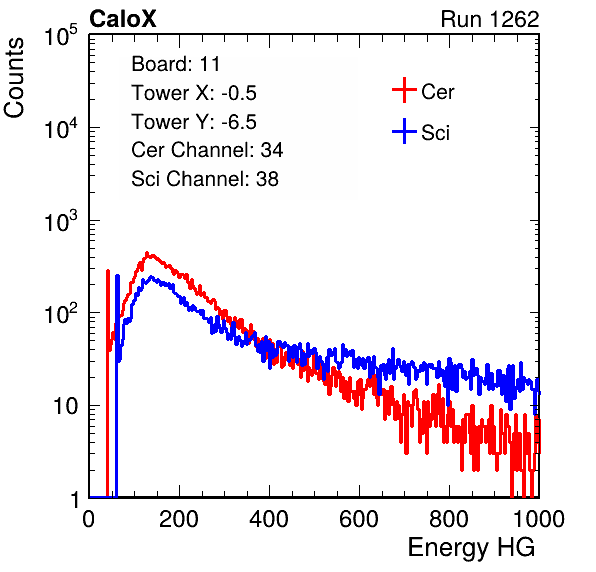 CaloX Run 1262
Counts
Board: 11
Tower X: -0.5
Tower Y: -6.5
Cer Channel: 34
Sci Channel: 38
Cer
Sci
10^5
10^4
10^3
10^2
10
1
0 200 400 600 800 1000
Energy HG